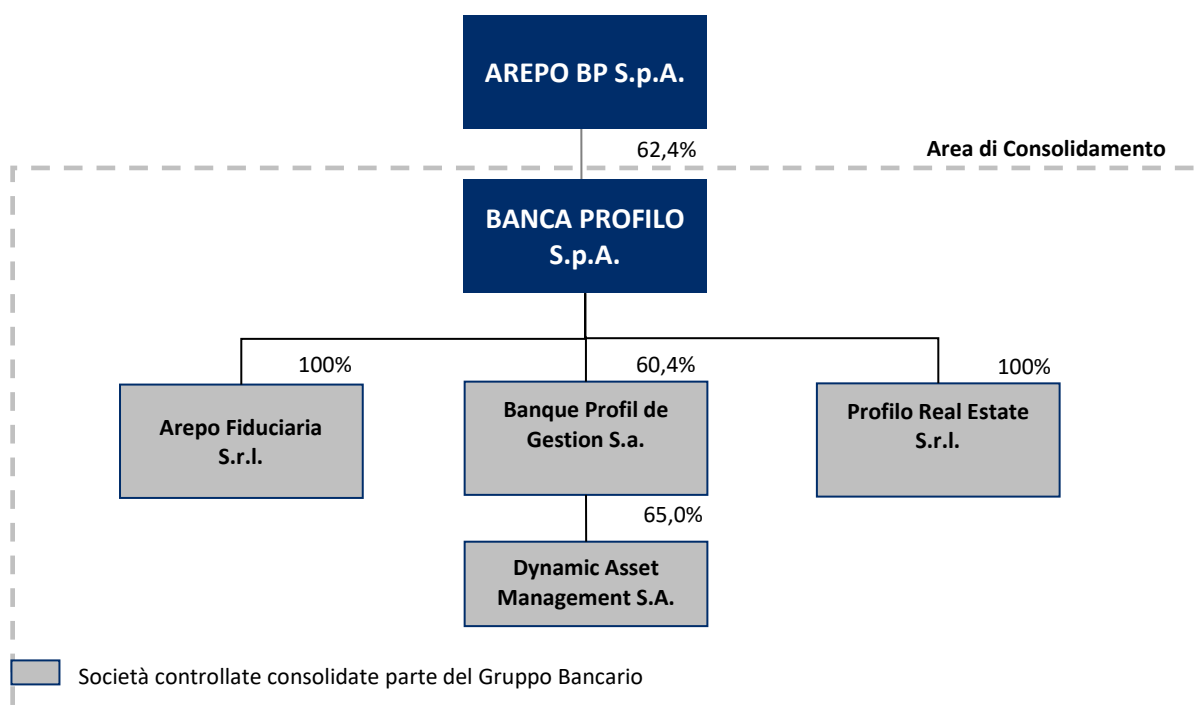 AREPO BP S.p.A.
62,4%
Area di Consolidamento
BANCA PROFILO
S.p.A.
100%
60,4%
100%
Arepo Fiduciaria
S.r.l.
Banque Profil de
Gestion S.a.
Profilo Real Estate
S.r.l.
65,0%
Dynamic Asset
Management S.A.
Società controllate consolidate parte del Gruppo Bancario